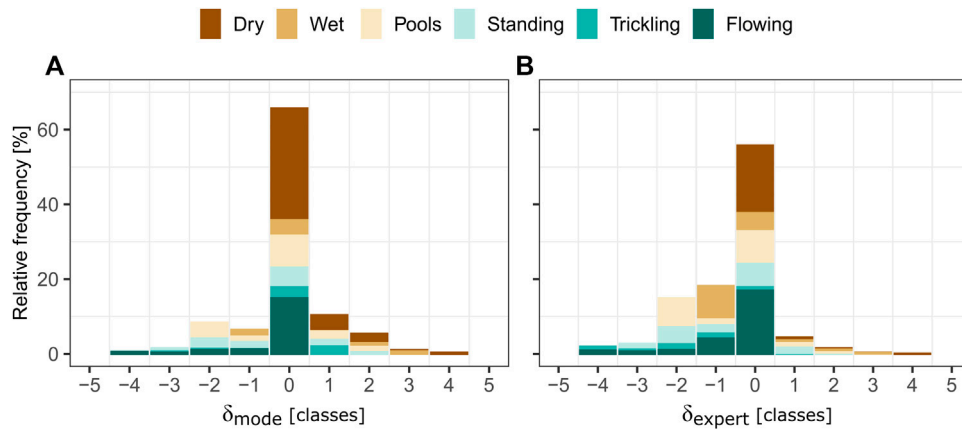 Dry Wet Pools Standing Trickling Flowing
A B
Relative frequency [%]
60
40
20
0
−5 −4 −3 −2 −1 0 1 2 3 4 5 −5 −4 −3 −2 −1 0 1 2 3 4 5
δmode [classes] δexpert [classes]